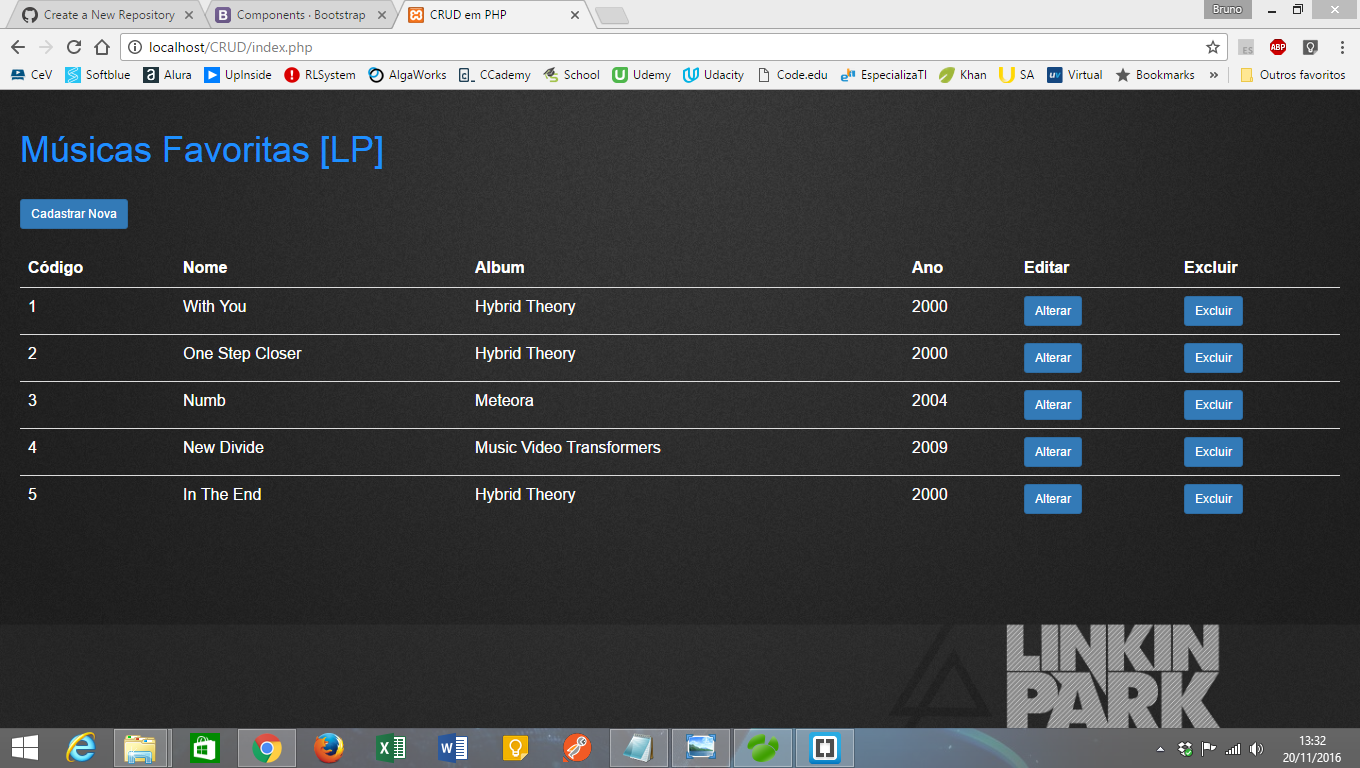 Create a New Repository
Components · Bootstrap
CRUD em PHP
Bruno
localhost/CRUD/index.php
ES
ABP
CeV
Softblue
Alura
UpInside
RLSystem
AlgaWorks
CCademy
School
Udemy
Udacity
Code.edu
EspecializaTI
Khan
SA
Virtual
Bookmarks
»
Outros favoritos
Músicas Favoritas [LP]
Cadastrar Nova
Código Nome Album Ano Editar Excluir
1 With You Hybrid Theory 2000 Alterar Excluir
2 One Step Closer Hybrid Theory 2000 Alterar Excluir
3 Numb Meteora 2004 Alterar Excluir
4 New Divide Music Video Transformers 2009 Alterar Excluir
5 In The End Hybrid Theory 2000 Alterar Excluir
LINKIN
PARK
13:32
20/11/2016